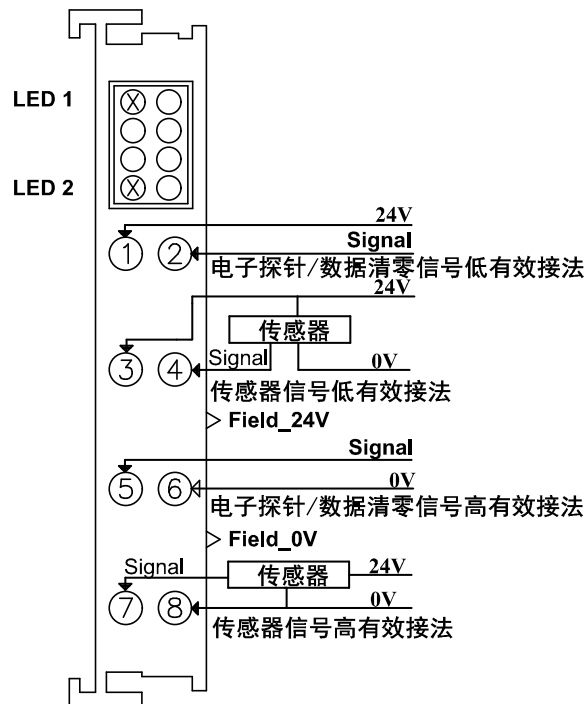 LED 1
LED 2
24V
① ② Signal
电子探针/数据清零信号低有效接法
24V
传感器
③ ④ Signal 0V
传感器信号低有效接法
Field_24V
Signal
⑤ ⑥ 0V
电子探针/数据清零信号高有效接法
Field_0V
Signal 传感器 24V
⑦ ⑧ 0V
传感器信号高有效接法